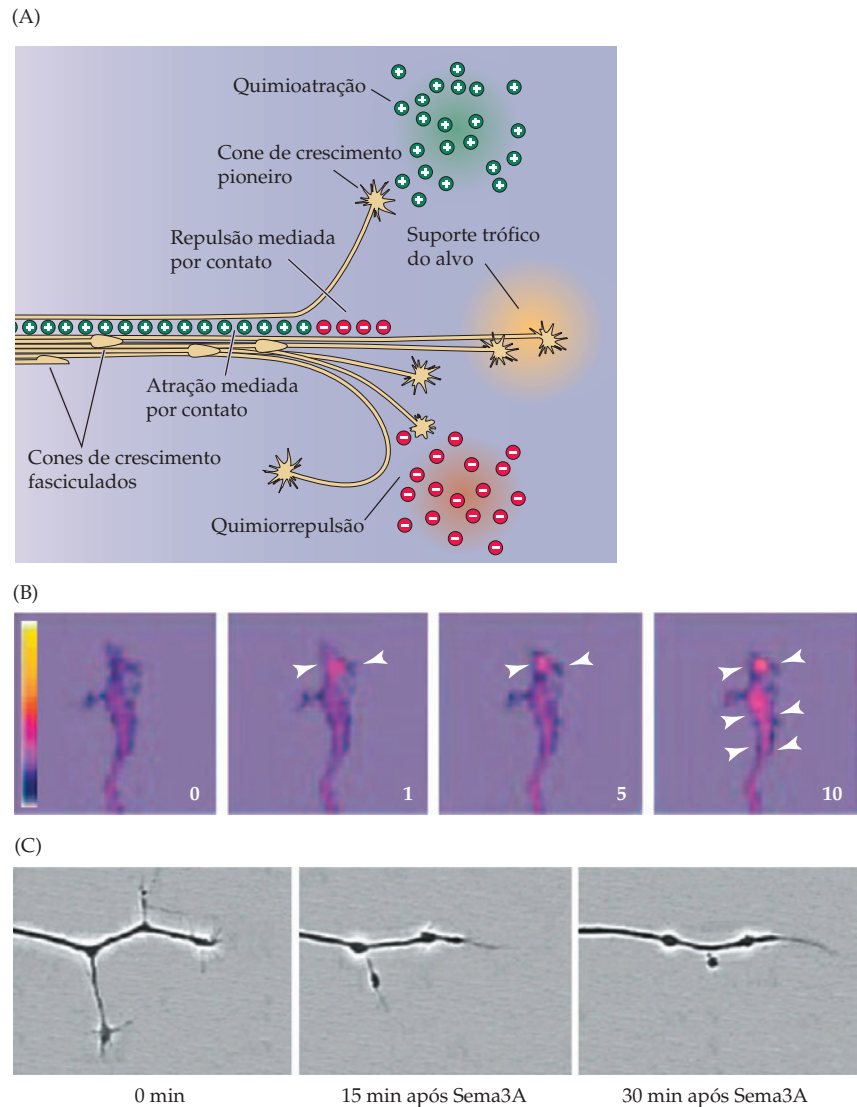 (A)
Quimioatração
Cone de crescimento
pioneiro
Repulsão mediada
por contato
Suporte trófico
do alvo
Atração mediada
por contato
Cones de crescimento
fasciculados
Quimiorrepulsão
(B)
0
1
5
10
(C)
0 min
15 min após Sema3A
30 min após Sema3A